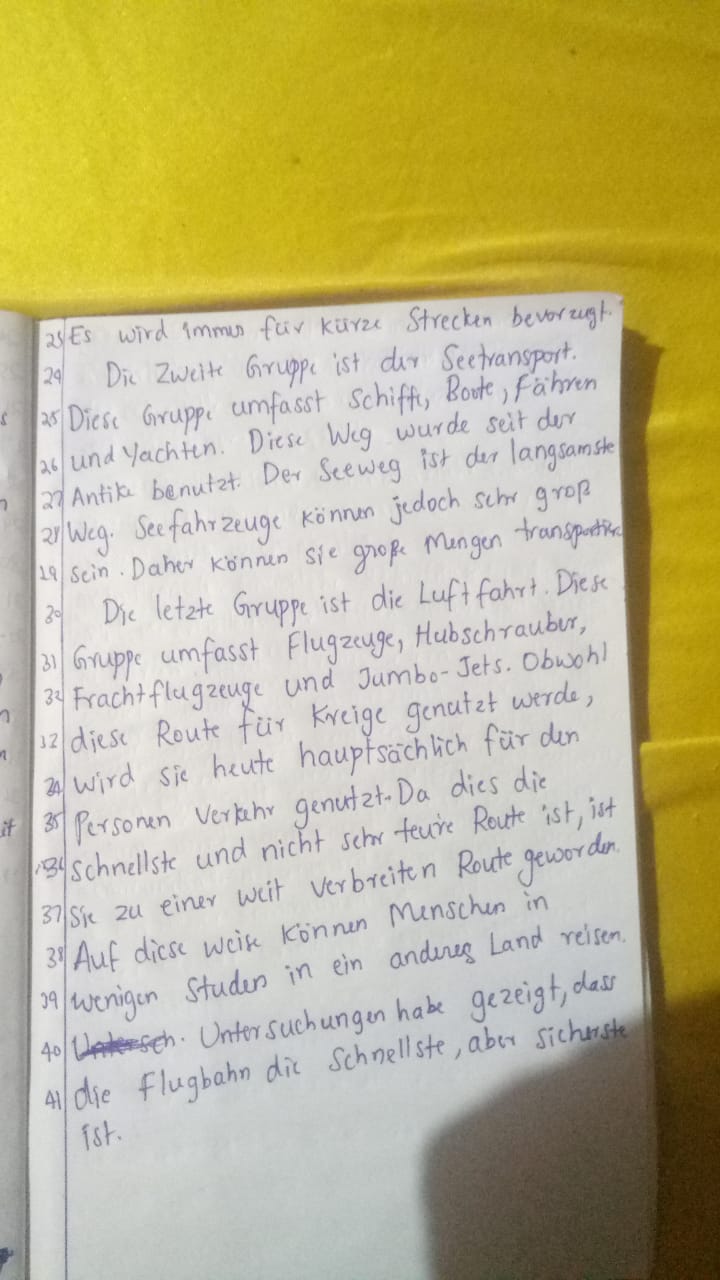 23 Es wird immer für kürze Strecken bevorzugt.
24 Die Zweite Gruppe ist der Seetransport.
25 Diese Gruppe umfasst Schiffe, Boote, Fähren
26 und Yachten. Diese Weg wurde seit der
27 Antike benutzt. Der Seeweg ist der langsamste
28 Weg. Seefahrzeuge können jedoch sehr groß
29 sein. Daher können sie große Mengen
30 Die letzte Gruppe ist die Luftfahrt. Diese
31 Gruppe umfasst Flugzeuge, Hubschrauber,
32 Frachtflugzeuge und Jumbo-Jets. Obwohl
32 diese Route für Kreige genutzt werde,
34 wird sie heute hauptsächlich für den
35 Personen Verkehr genutzt. Da dies die
36 schnellste und nicht sehr teure Route ist, ist
37 Sie zu einer weit verbreiten Route geworden.
38 Auf diese weise können Menschen in
39 wenigen Studen in ein anderes Land reisen.
40 Untersuchungen habe gezeigt, dass
41 die Flugbahn die schnellste, aber sicherste
ist.
it